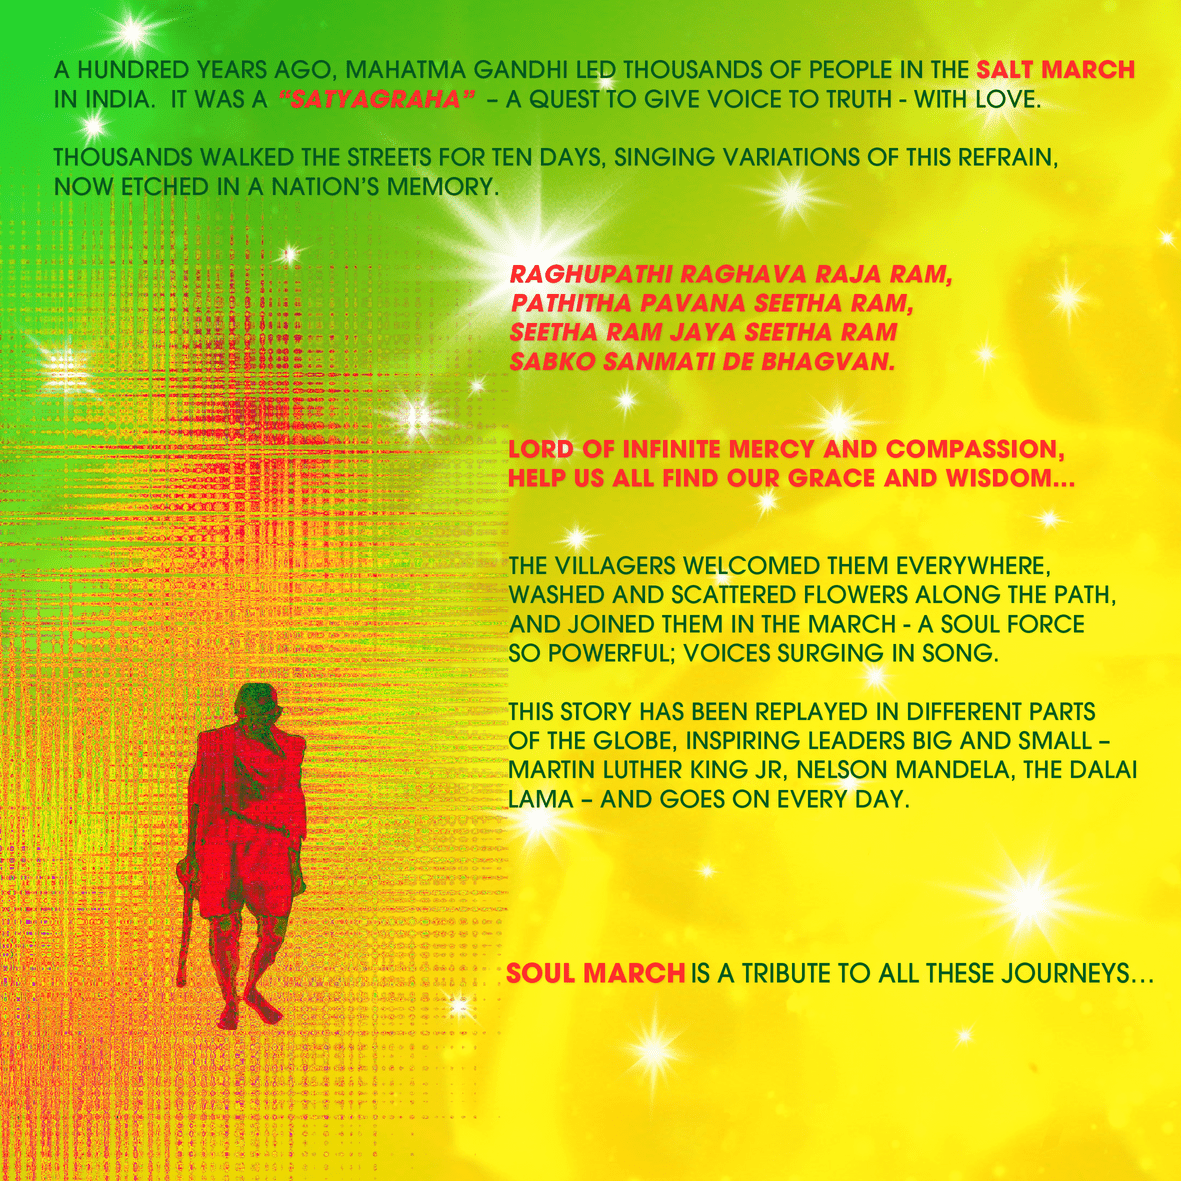 A HUNDRED YEARS AGO, MAHATMA GANDHI LED THOUSANDS OF PEOPLE IN THE SALT MARCH
IN INDIA. IT WAS A “SATYAGRAHA” – A QUEST TO GIVE VOICE TO TRUTH - WITH LOVE.
THOUSANDS WALKED THE STREETS FOR TEN DAYS, SINGING VARIATIONS OF THIS REFRAIN,
NOW ETCHED IN A NATION’S MEMORY.
RAGHUPATHI RAGHAVA RAJA RAM,
PATHITHA PAVANA SEETHA RAM,
SEETHA RAM JAYA SEETHA RAM
SABKO SANMATI DE BHAGVAN.
LORD OF INFINITE MERCY AND COMPASSION,
HELP US ALL FIND OUR GRACE AND WISDOM...
THE VILLAGERS WELCOMED THEM EVERYWHERE,
WASHED AND SCATTERED FLOWERS ALONG THE PATH,
AND JOINED THEM IN THE MARCH - A SOUL FORCE
SO POWERFUL; VOICES SURGING IN SONG.
THIS STORY HAS BEEN REPLAYED IN DIFFERENT PARTS
OF THE GLOBE, INSPIRING LEADERS BIG AND SMALL –
MARTIN LUTHER KING JR, NELSON MANDELA, THE DALAI
LAMA – AND GOES ON EVERY DAY.
SOUL MARCH IS A TRIBUTE TO ALL THESE JOURNEYS...